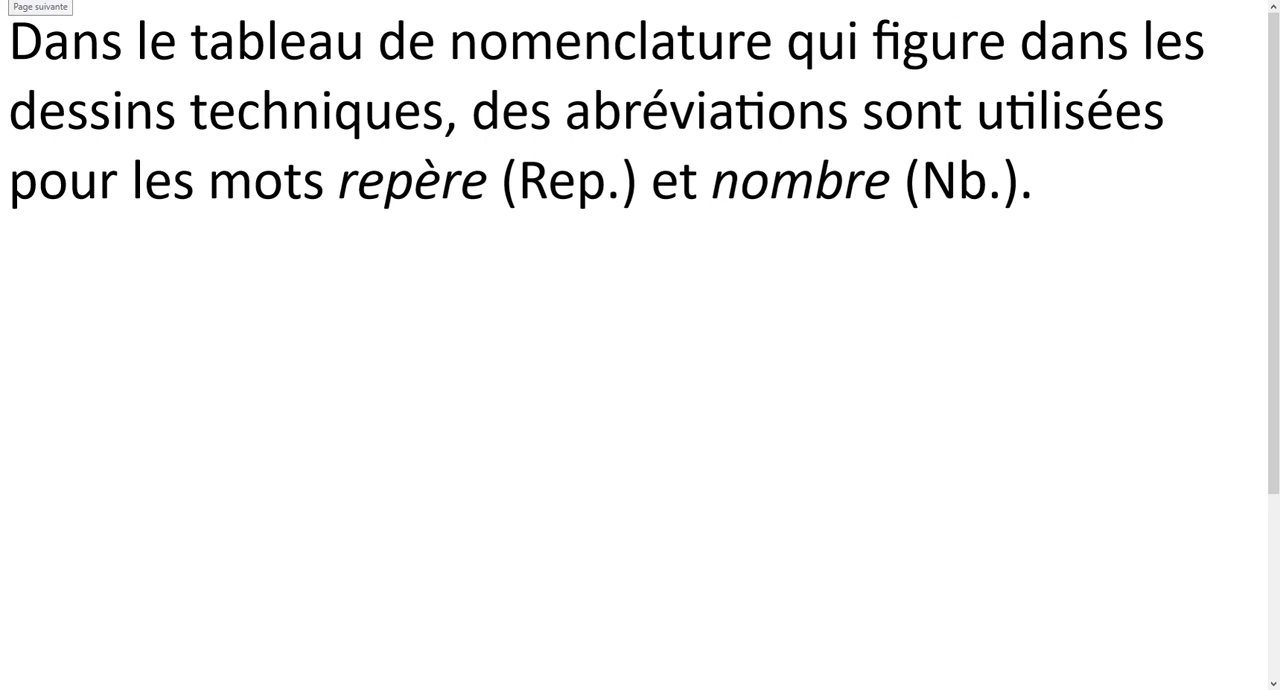 Page suivante
Dans le tableau de nomenclature qui figure dans les
dessins techniques, des abréviations sont utilisées
pour les mots repère (Rep.) et nombre (Nb.).